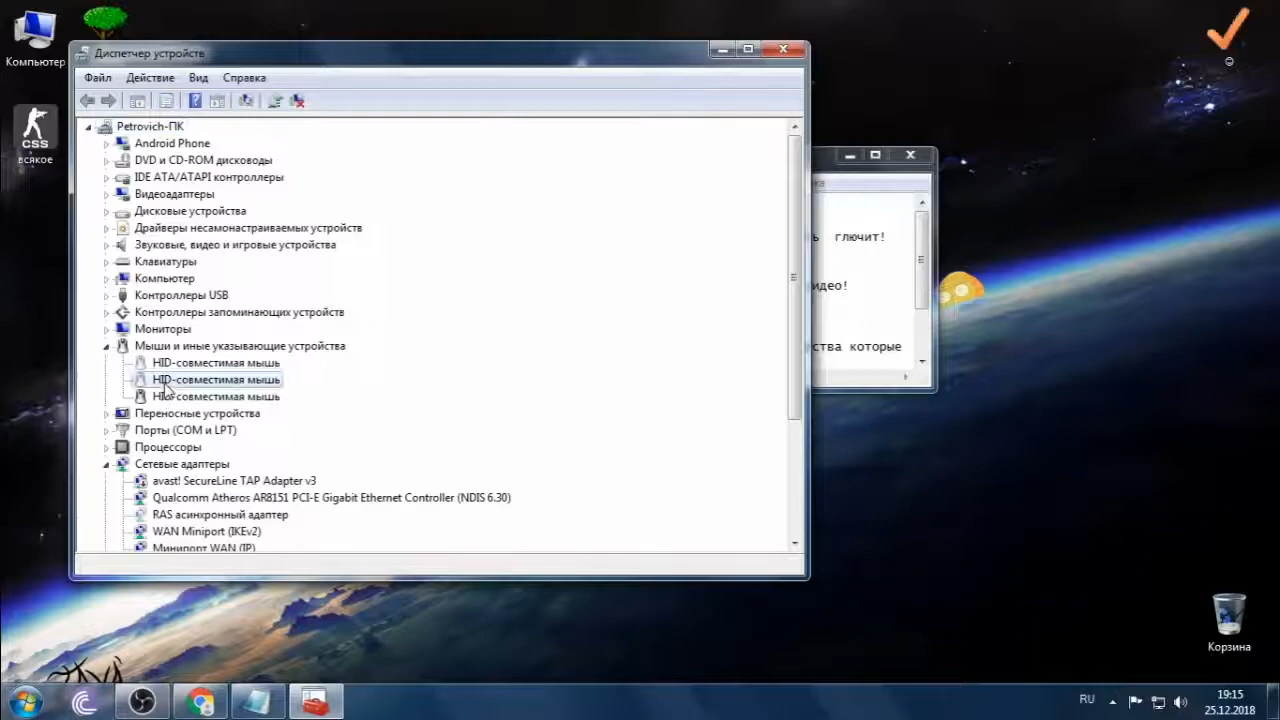 Компьютер
CSS
всякое
Диспетчер устройств
Файл Действие Вид Справка
Petrovich-ПК
Android Phone
DVD и CD-ROM дисководы
IDE ATA/ATAPI контроллеры
Видеоадаптеры
Дисковые устройства
Драйверы несамонастраиваемых устройств
Звуковые, видео и игровые устройства
Клавиатуры
Компьютер
Контроллеры USB
Контроллеры запоминающих устройств
Мониторы
Мыши и иные указывающие устройства
HID-совместимая мышь
HID-совместимая мышь
HID-совместимая мышь
Переносные устройства
Порты (COM и LPT)
Процессоры
Сетевые адаптеры
avast! SecureLine TAP Adapter v3
Qualcomm Atheros AR8151 PCI-E Gigabit Ethernet Controller (NDIS 6.30)
RAS асинхронный адаптер
WAN Miniport (IKEv2)
Минипорт WAN (IP)
глючит!
Корзина
RU
19:15
25.12.2018